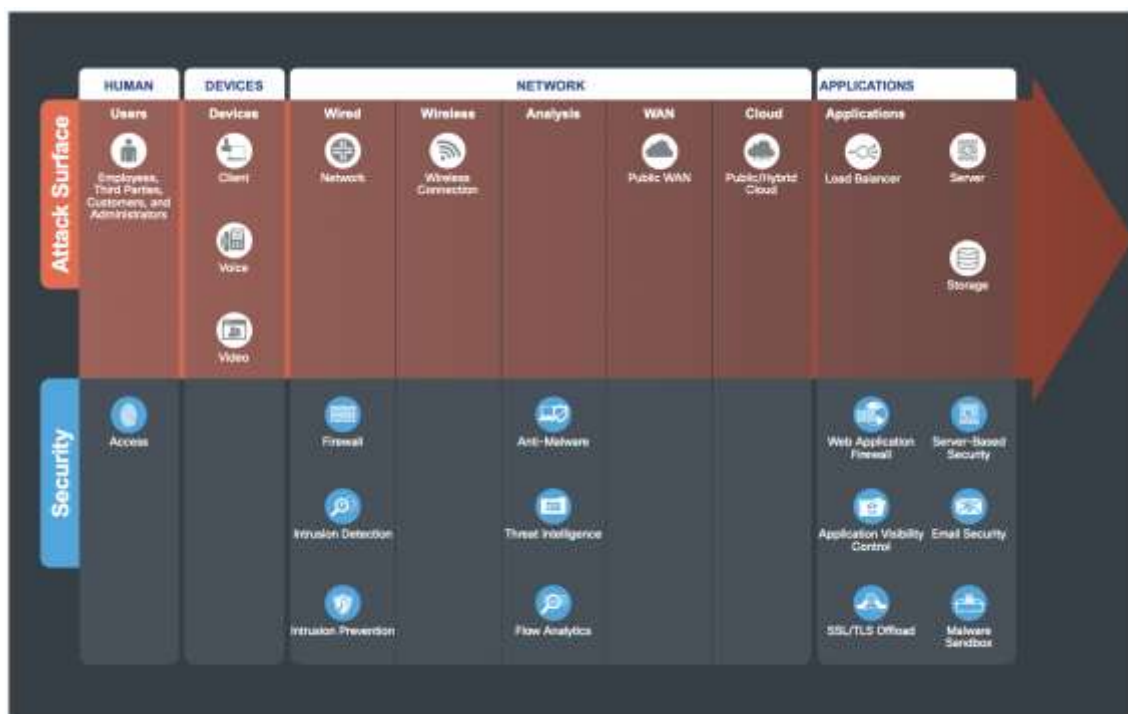 HUMAN
DEVICES
NETWORK
APPLICATIONS
Attack Surface
Users
Devices
Wired
Wireless
Analysis
WAN
Cloud
Applications
Employees,
Third Parties,
Customers, and
Administrators
Client
Network
Wireless
Connection
Public WAN
Public/Hybrid
Cloud
Load Balancer
Server
Voice
Storage
Video
Security
Access
Firewall
Anti-Malware
Web Application
Firewall
Server-Based
Security
Intrusion Detection
Threat Intelligence
Application Visibility
Control
Email Security
Intrusion Prevention
Flow Analytics
SSL/TLS Offload
Malware
Sandbox